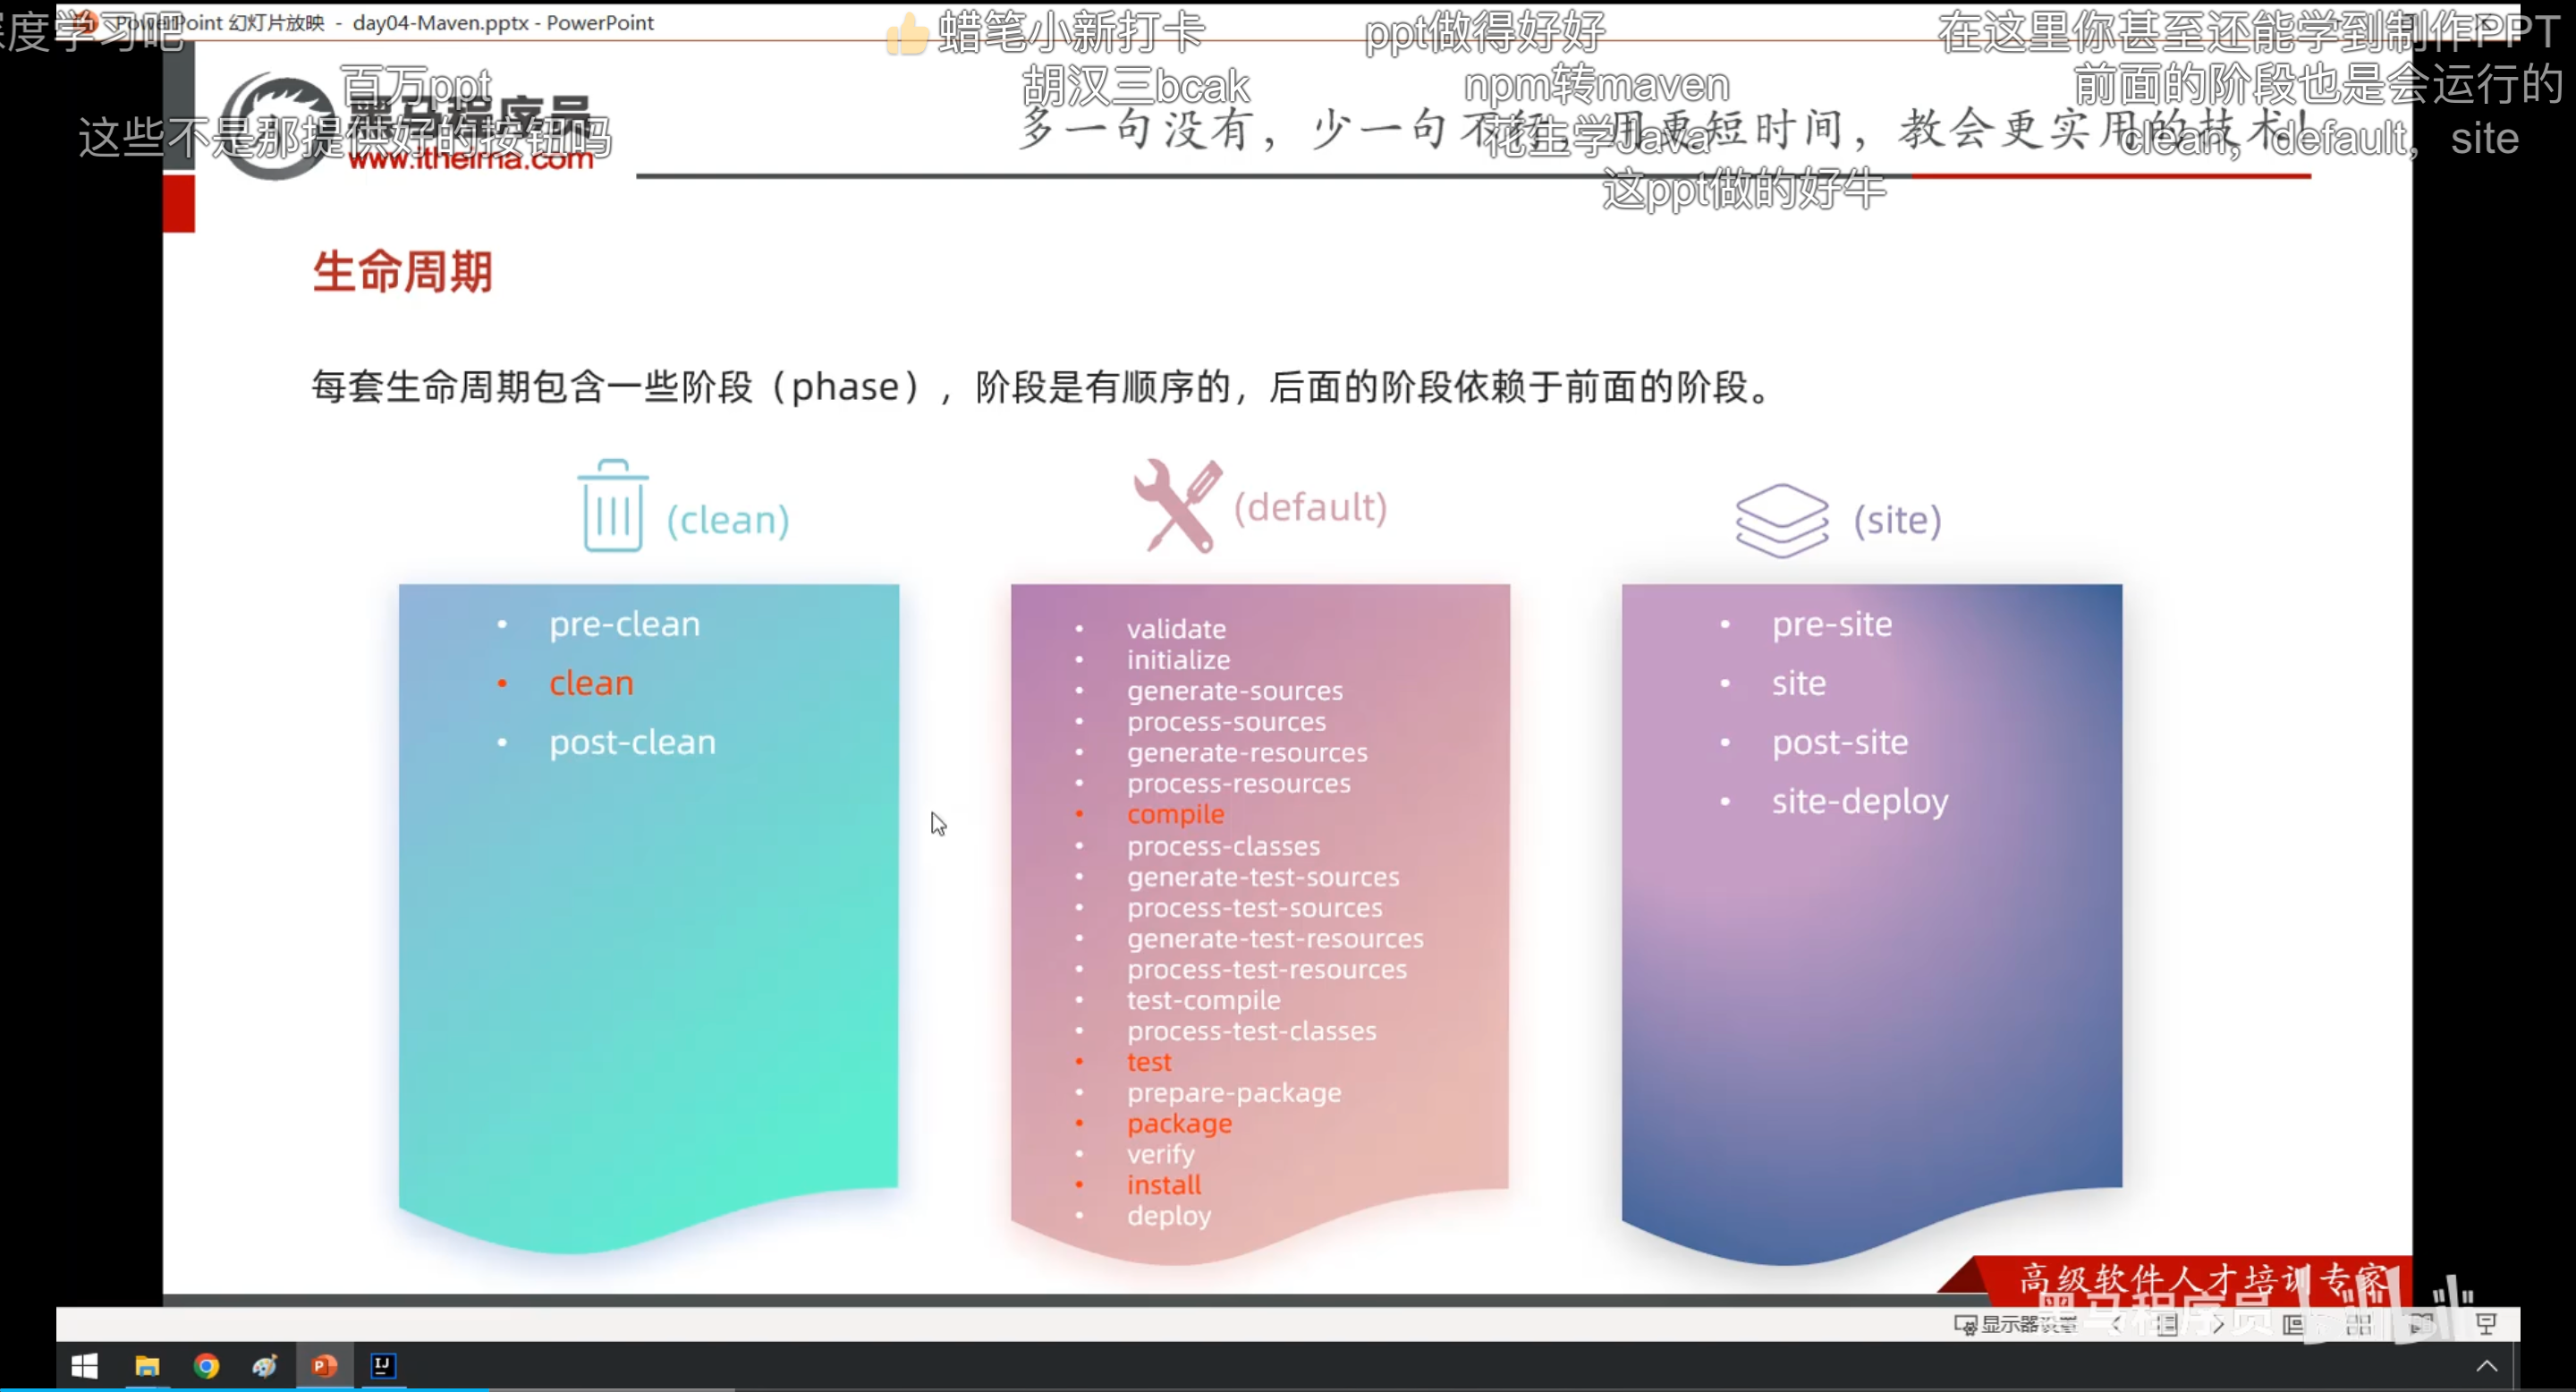 PowerPoint 幻灯片放映 - day04-Maven.pptx - PowerPoint
深度学习吧
蜡笔小新打卡
ppt做得好好
在这里你甚至还能学到制作PPT
百万ppt
胡汉三bcak
npm转maven
前面的阶段也是会运行的
这些不是那提供好的按钮吗
花生学Java
clean， default， site
这ppt做的好牛
黑马程序员
www.itheima.com
多一句没有，少一句不行，用更短时间，教会更实用的技术！
生命周期
每套生命周期包含一些阶段（phase），阶段是有顺序的，后面的阶段依赖于前面的阶段。
(clean)
• pre-clean
• clean
• post-clean
(default)
• validate
• initialize
• generate-sources
• process-sources
• generate-resources
• process-resources
• compile
• process-classes
• generate-test-sources
• process-test-sources
• generate-test-resources
• process-test-resources
• test-compile
• process-test-classes
• test
• prepare-package
• package
• verify
• install
• deploy
(site)
• pre-site
• site
• post-site
• site-deploy
高级软件人才培训专家
黑马程序员
显示器设置